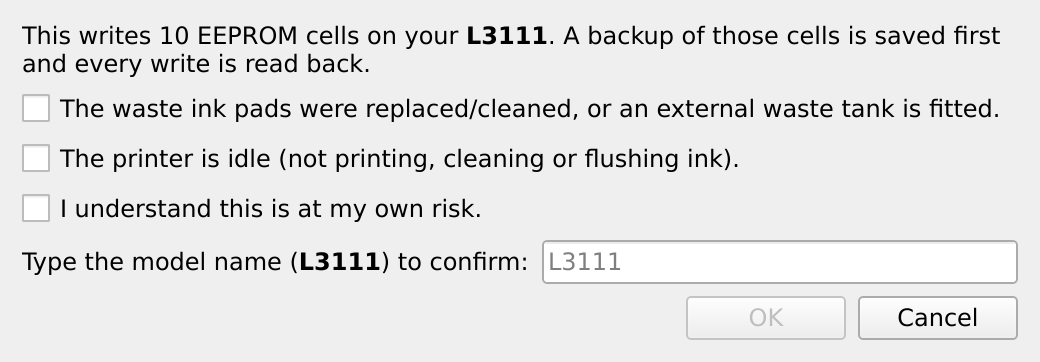 This writes 10 EEPROM cells on your L3111. A backup of those cells is saved first
and every write is read back.
The waste ink pads were replaced/cleaned, or an external waste tank is fitted.
The printer is idle (not printing, cleaning or flushing ink).
I understand this is at my own risk.
Type the model name (L3111) to confirm: L3111
OK Cancel